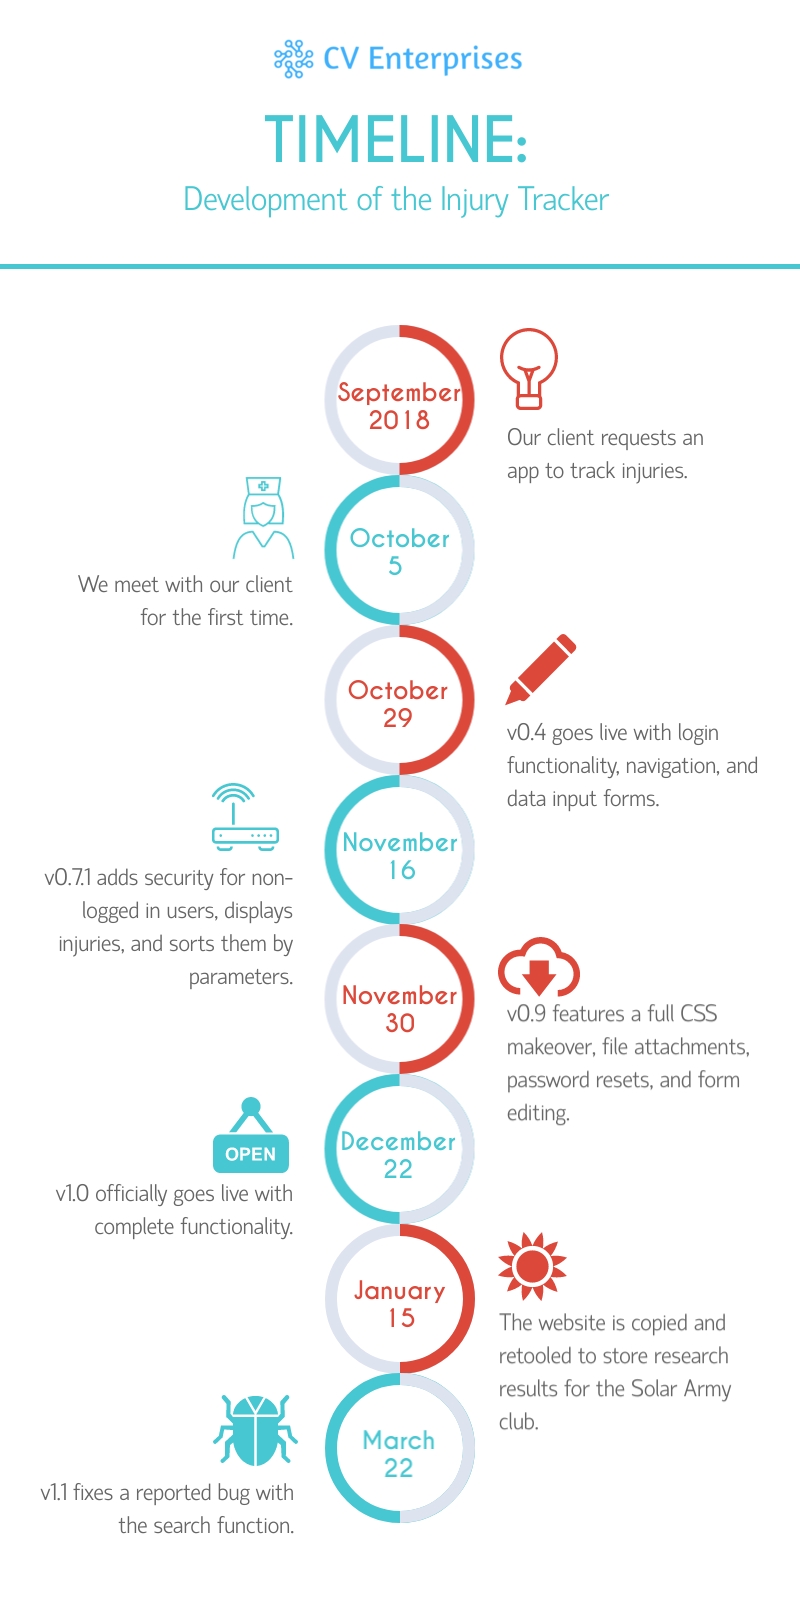 CV Enterprises
TIMELINE:
Development of the Injury Tracker
September
2018
Our client requests an
app to track injuries.
October
5
We meet with our client
for the first time.
October
29
v0.4 goes live with login
functionality, navigation, and
data input forms.
November
16
v0.7.1 adds security for non-
logged in users, displays
injuries, and sorts them by
parameters.
November
30
v0.9 features a full CSS
makeover, file attachments,
password resets, and form
editing.
December
22
OPEN
v1.0 officially goes live with
complete functionality.
January
15
The website is copied and
retooled to store research
results for the Solar Army
club.
March
22
v1.1 fixes a reported bug with
the search function.